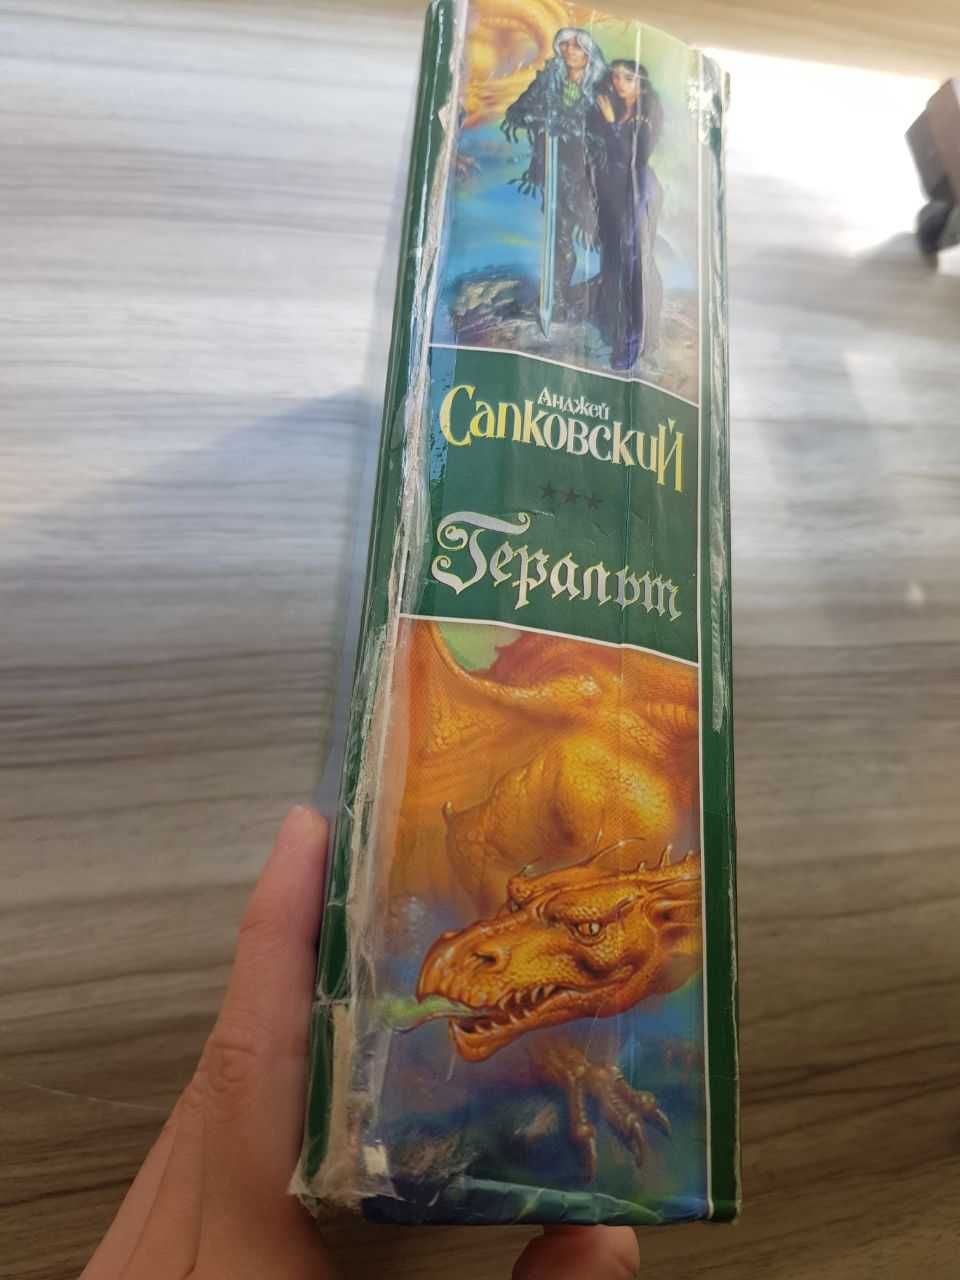 Анджей
Сапковский
★★★
Геральт